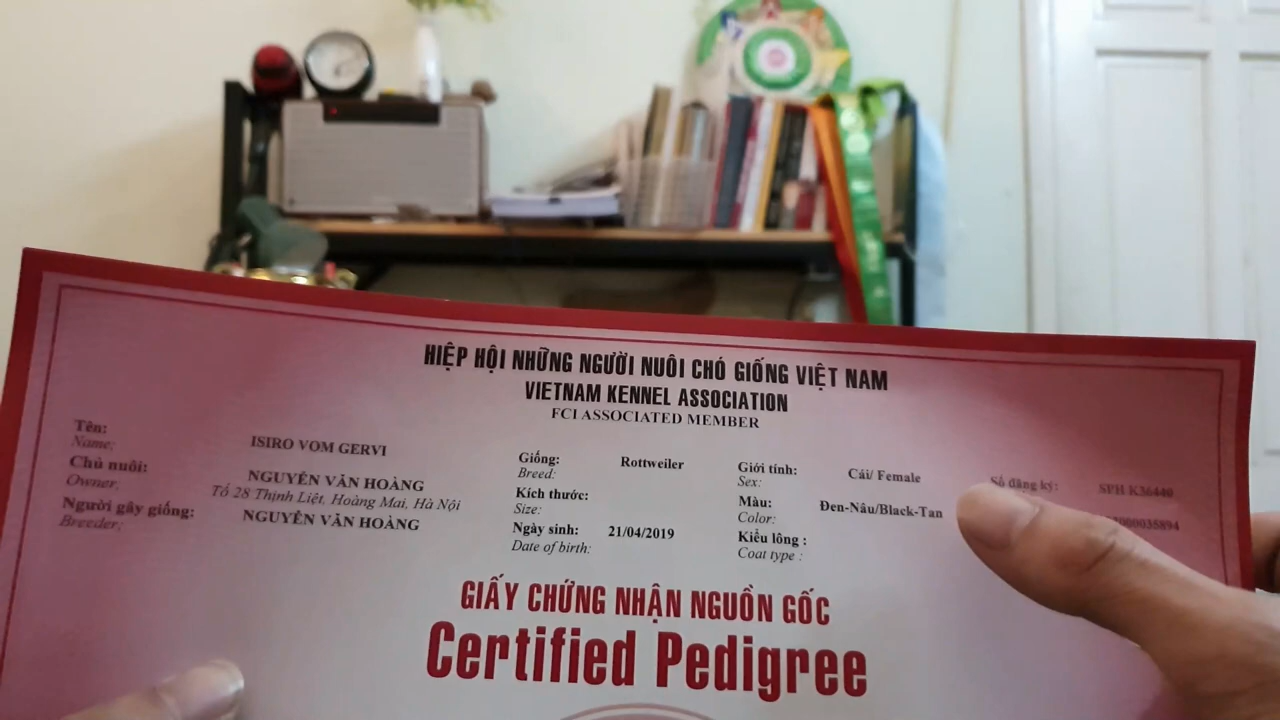 HIỆP HỘI NHỮNG NGƯỜI NUÔI CHÓ GIỐNG VIỆT NAM
VIETNAM KENNEL ASSOCIATION
FCI ASSOCIATED MEMBER
Tên: ISIRO VOM GERVI
Name:
Chủ nuôi: NGUYỄN VĂN HOÀNG
Owner: Tổ 28 Thịnh Liệt, Hoàng Mai, Hà Nội
Người gây giống: NGUYỄN VĂN HOÀNG
Breeder:
Giống: Rottweiler
Breed:
Kích thước:
Size:
Ngày sinh: 21/04/2019
Date of birth:
Giới tính: Cái/ Female
Sex:
Màu: Đen-Nâu/Black-Tan
Color:
Kiểu lông :
Coat type :
Số đăng ký: SPH K36440
000035894
GIẤY CHỨNG NHẬN NGUỒN GỐC
Certified Pedigree